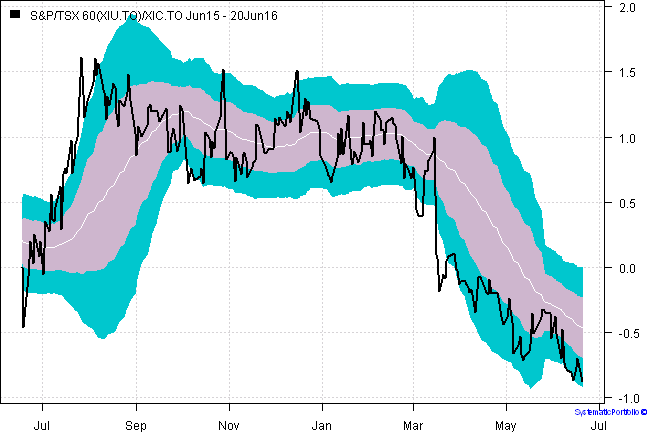 S&P/TSX 60(XIU.TO)/XIC.TO Jun15 - 20Jun16
2.0
1.5
1.0
0.5
0.0
-0.5
-1.0
Jul Sep Nov Jan Mar May Jul
SystematicPortfolio ©